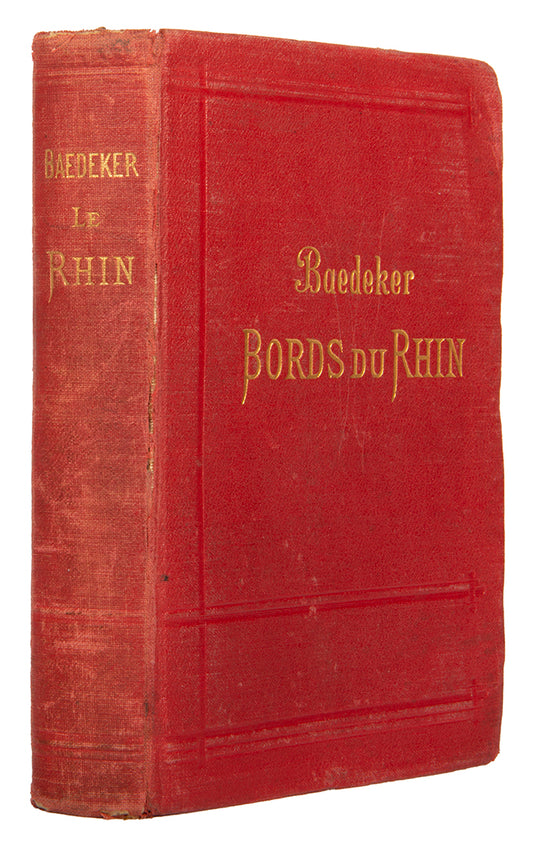 BAEDEKER
LE
RHIN
Baedeker
BORDS DU RHIN